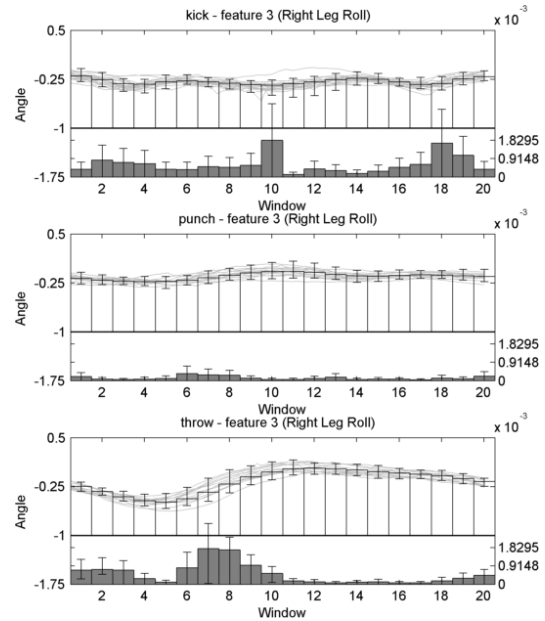 kick - feature 3 (Right Leg Roll)
x 10⁻³
0.5
-0.25
-1
-1.75
Angle
1.8295
0.9148
0
2 4 6 8 10 12 14 16 18 20
Window
punch - feature 3 (Right Leg Roll)
x 10⁻³
0.5
-0.25
-1
-1.75
Angle
1.8295
0.9148
0
2 4 6 8 10 12 14 16 18 20
Window
throw - feature 3 (Right Leg Roll)
x 10⁻³
0.5
-0.25
-1
-1.75
Angle
1.8295
0.9148
0
2 4 6 8 10 12 14 16 18 20
Window